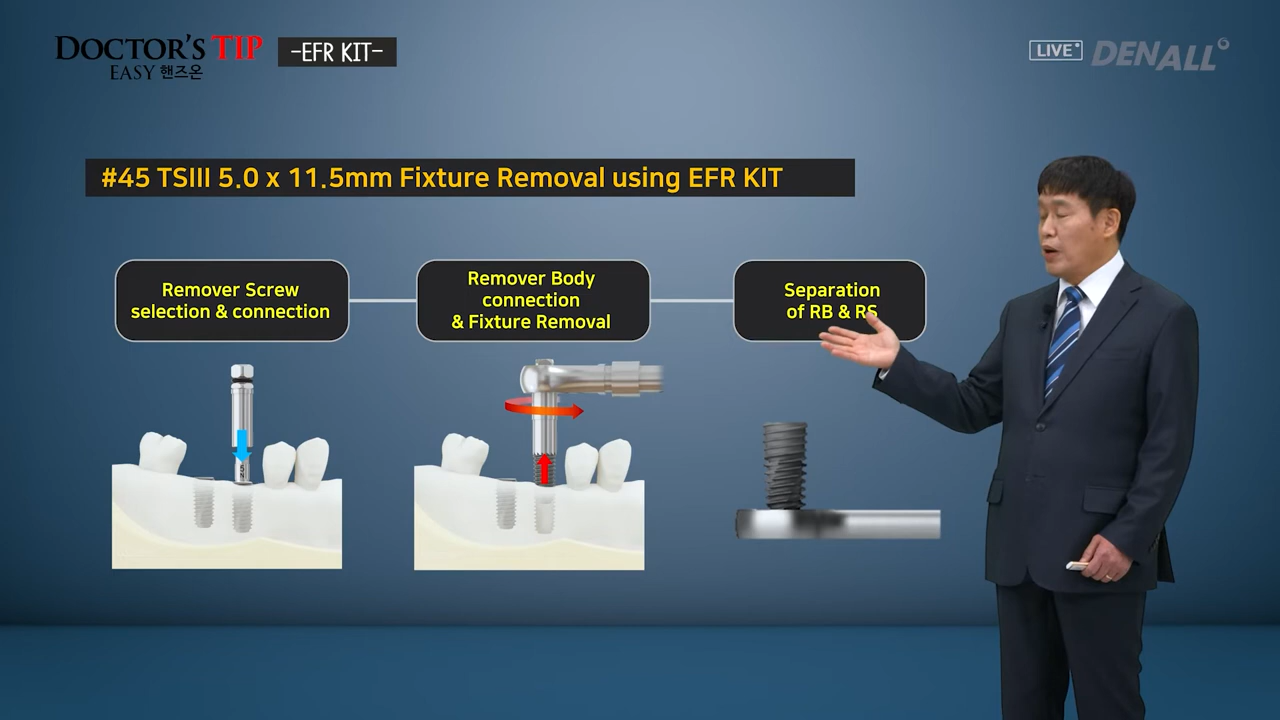 DOCTOR'S TIP
EASY 핸즈온
-EFR KIT-
LIVE
DENALL
#45 TSIII 5.0 x 11.5mm Fixture Removal using EFR KIT
Remover Screw
selection & connection
Remover Body
connection
& Fixture Removal
Separation
of RB & RS